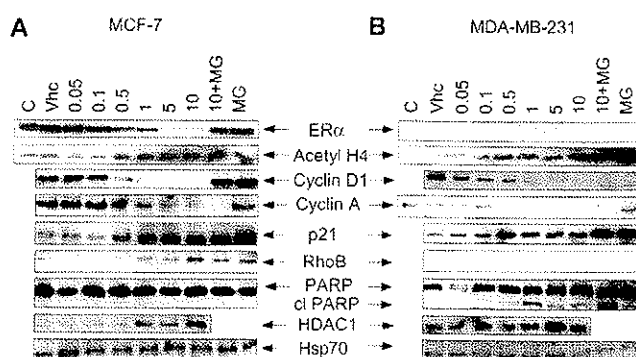 A
MCF-7
B
MDA-MB-231
C Vhc 0.05 0.1 0.5 1 5 10 10+MG MG
C Vhc 0.05 0.1 0.5 1 5 10 10+MG MG
ERα
Acetyl H4
Cyclin D1
Cyclin A
p21
RhoB
PARP
cl PARP
HDAC1
Hsp70